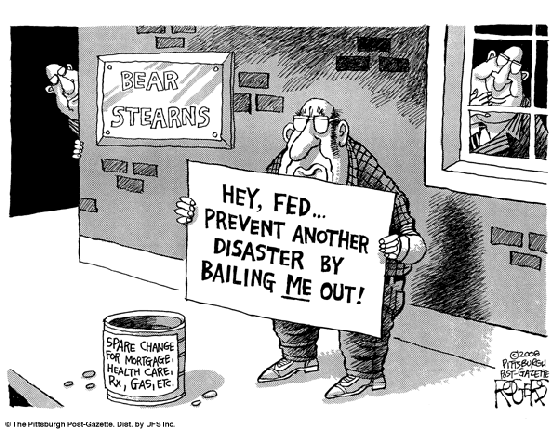 BEAR
STEARNS
HEY, FED...
PREVENT ANOTHER
DISASTER BY
BAILING ME OUT!
SPARE CHANGE
FOR MORTGAGE,
HEALTH CARE,
RX, GAS, ETC.
©2008
PITTSBURGH
POST-GAZETTE
ROGERS
© The Pittsburgh Post-Gazette. Dist. by UFS Inc.